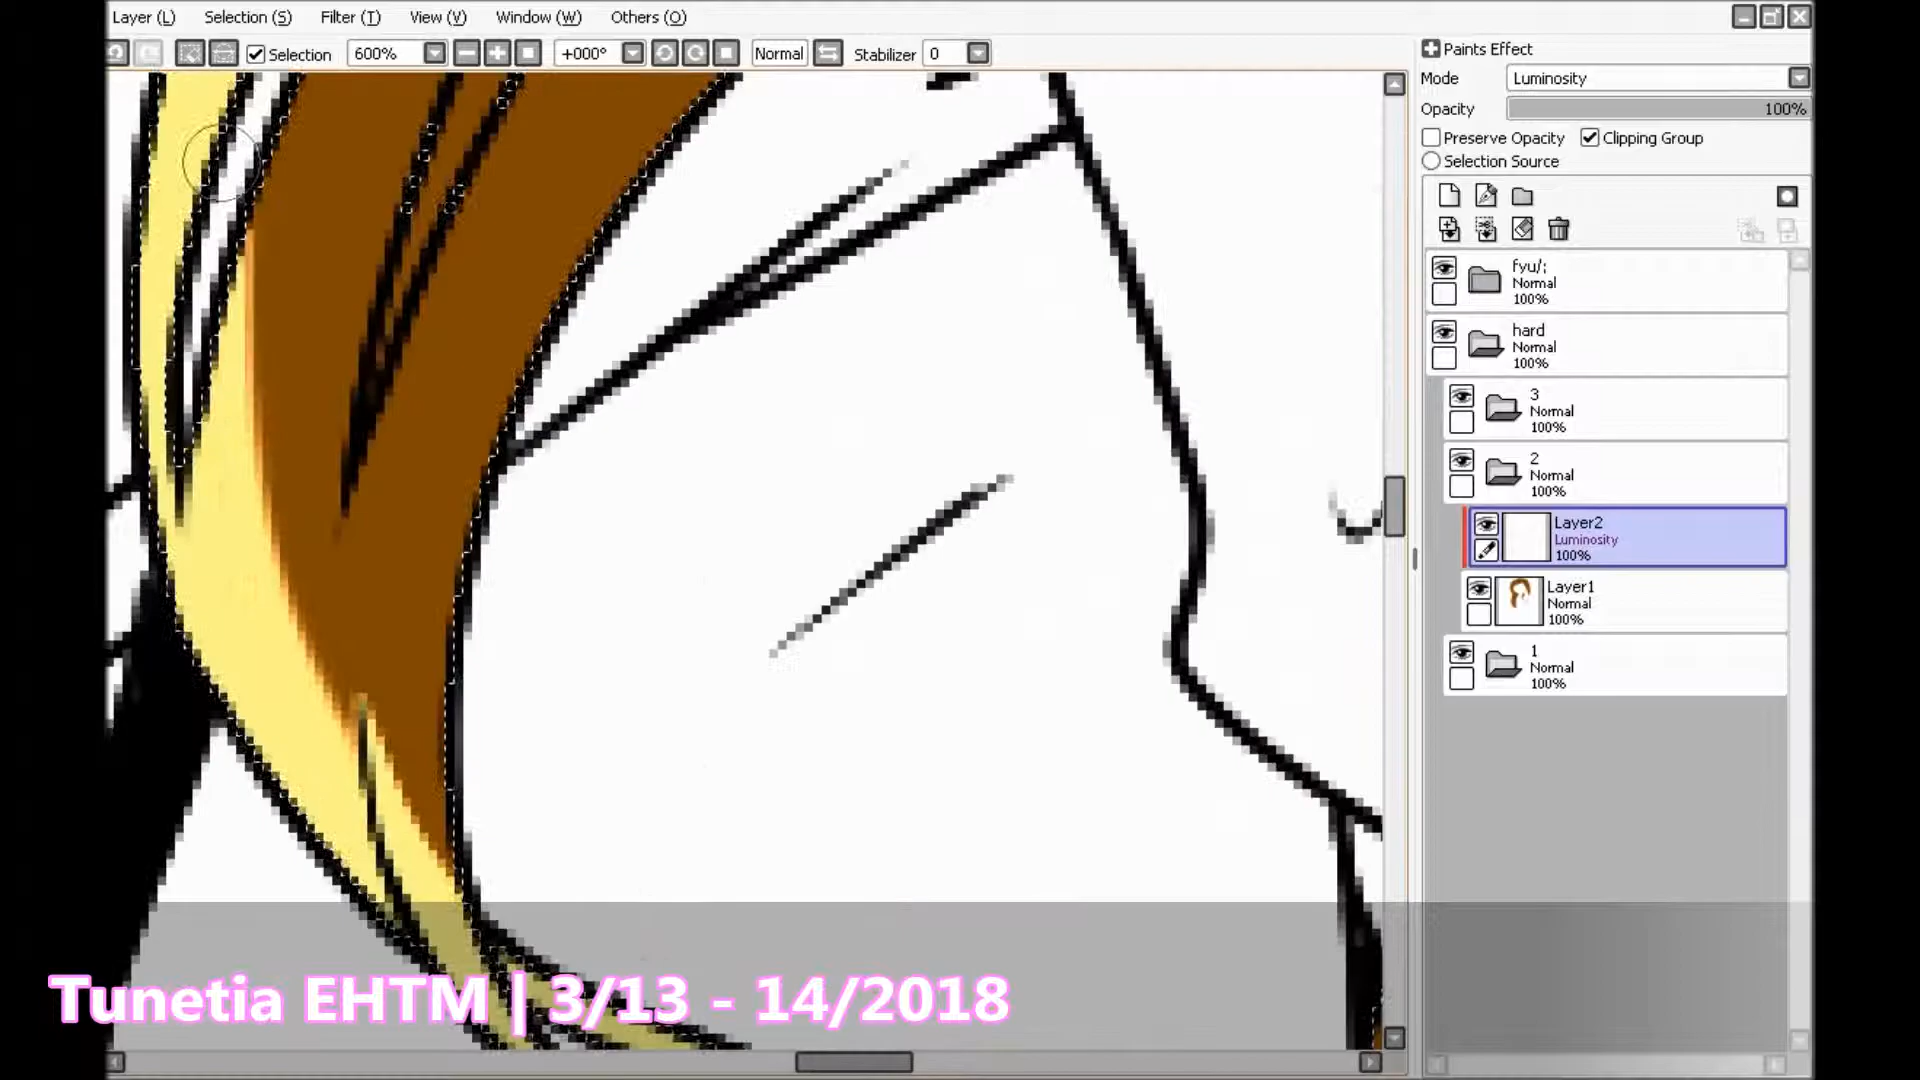 Layer (L) Selection (S) Filter (T) View (V) Window (W) Others (O)
Selection 600% +000° Normal Stabilizer 0
Paints Effect
Mode Luminosity
Opacity 100%
Preserve Opacity Clipping Group
Selection Source
fyu/;
Normal
100%
hard
Normal
100%
3
Normal
100%
2
Normal
100%
Layer2
Luminosity
100%
Layer1
Normal
100%
1
Normal
100%
Tunetia EHTM | 3/13 - 14/2018